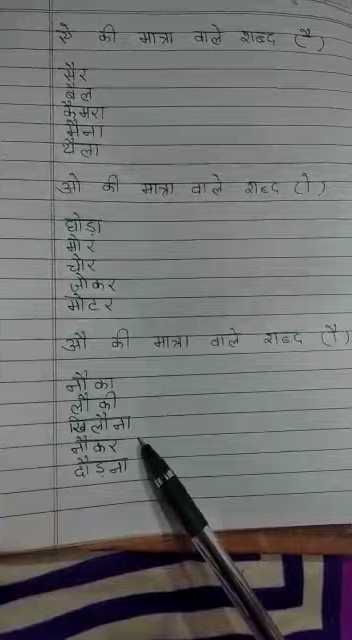 ऐ की मात्रा वाले शब्द (ै)
सैर
बैल
कैमरा
मैना
थैला
ओ की मात्रा वाले शब्द (ो)
घोड़ा
मोर
चोर
जोकर
मोटर
औ की मात्रा वाले शब्द (ौ)
नौका
लौकी
खिलौना
नौकर
दौड़ना